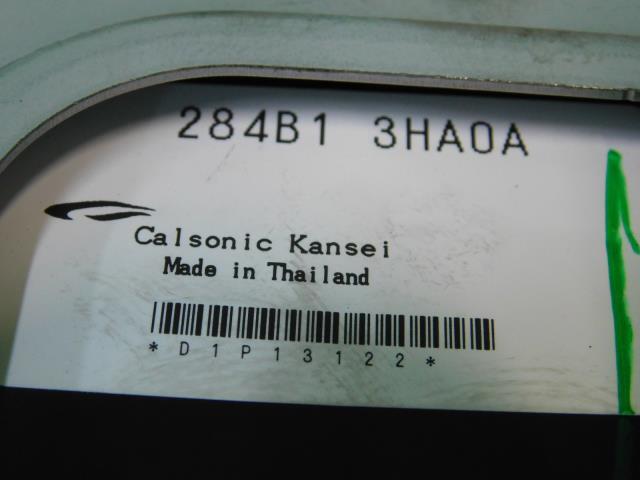 284B1 3HA0A
Calsonic Kansei
Made in Thailand
*D1P13122*